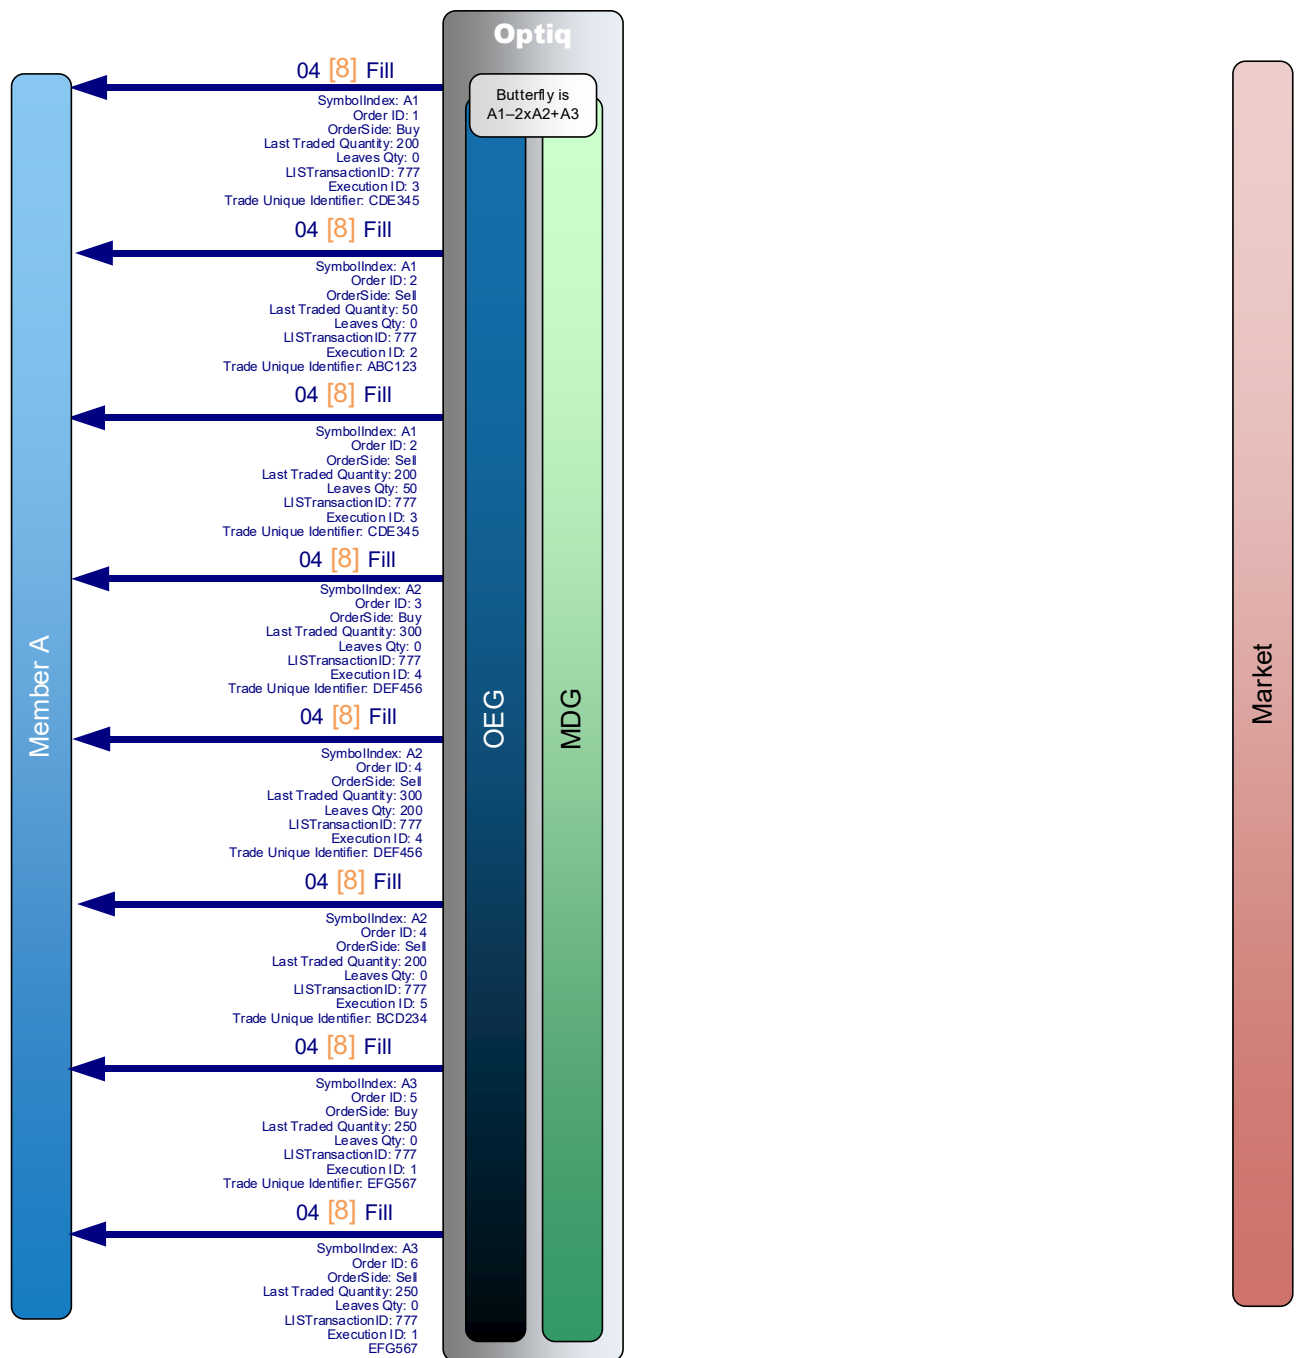 Optiq
Butterfly is
A1–2xA2+A3
04 [8] Fill
SymbolIndex: A1
Order ID: 1
OrderSide: Buy
Last Traded Quantity: 200
Leaves Qty: 0
LISTransactionID: 777
Execution ID: 3
Trade Unique Identifier: CDE345
04 [8] Fill
SymbolIndex: A1
Order ID: 2
OrderSide: Sell
Last Traded Quantity: 50
Leaves Qty: 0
LISTransactionID: 777
Execution ID: 2
Trade Unique Identifier: ABC123
04 [8] Fill
SymbolIndex: A1
Order ID: 2
OrderSide: Sell
Last Traded Quantity: 200
Leaves Qty: 50
LISTransactionID: 777
Execution ID: 3
Trade Unique Identifier: CDE345
04 [8] Fill
SymbolIndex: A2
Order ID: 3
OrderSide: Buy
Last Traded Quantity: 300
Leaves Qty: 0
LISTransactionID: 777
Execution ID: 4
Trade Unique Identifier: DEF456
04 [8] Fill
SymbolIndex: A2
Order ID: 4
OrderSide: Sell
Last Traded Quantity: 300
Leaves Qty: 200
LISTransactionID: 777
Execution ID: 4
Trade Unique Identifier: DEF456
04 [8] Fill
SymbolIndex: A2
Order ID: 4
OrderSide: Sell
Last Traded Quantity: 200
Leaves Qty: 0
LISTransactionID: 777
Execution ID: 5
Trade Unique Identifier: BCD234
04 [8] Fill
SymbolIndex: A3
Order ID: 5
OrderSide: Buy
Last Traded Quantity: 250
Leaves Qty: 0
LISTransactionID: 777
Execution ID: 1
Trade Unique Identifier: EFG567
04 [8] Fill
SymbolIndex: A3
Order ID: 6
OrderSide: Sell
Last Traded Quantity: 250
Leaves Qty: 0
LISTransactionID: 777
Execution ID: 1
EFG567
Member A
OEG
MDG
Market